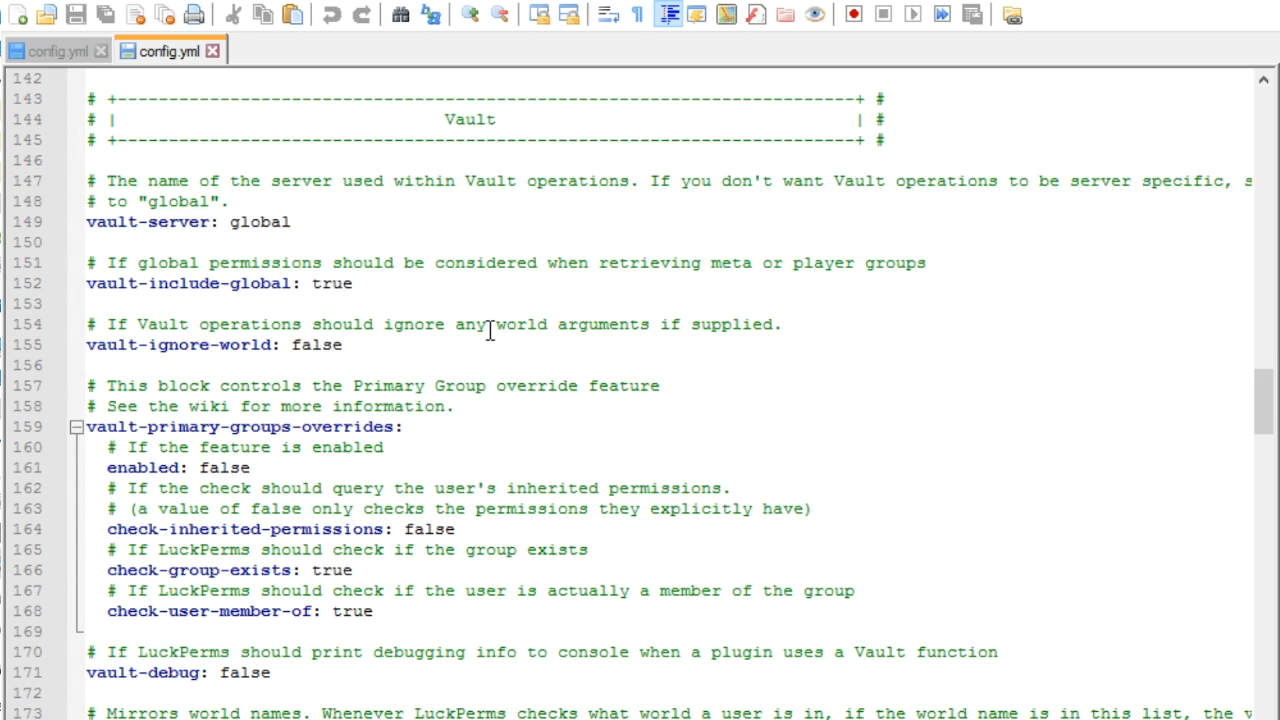 config.yml config.yml
142
143 # +------------------------------------------------------------------------+ #
144 # | Vault | #
145 # +------------------------------------------------------------------------+ #
146
147 # The name of the server used within Vault operations. If you don't want Vault operations to be server specific, s
148 # to "global".
149 vault-server: global
150
151 # If global permissions should be considered when retrieving meta or player groups
152 vault-include-global: true
153
154 # If Vault operations should ignore any world arguments if supplied.
155 vault-ignore-world: false
156
157 # This block controls the Primary Group override feature
158 # See the wiki for more information.
159 vault-primary-groups-overrides:
160 # If the feature is enabled
161 enabled: false
162 # If the check should query the user's inherited permissions.
163 # (a value of false only checks the permissions they explicitly have)
164 check-inherited-permissions: false
165 # If LuckPerms should check if the group exists
166 check-group-exists: true
167 # If LuckPerms should check if the user is actually a member of the group
168 check-user-member-of: true
169
170 # If LuckPerms should print debugging info to console when a plugin uses a Vault function
171 vault-debug: false
172
173 # Mirrors world names. Whenever LuckPerms checks what world a user is in, if the world name is in this list, the v